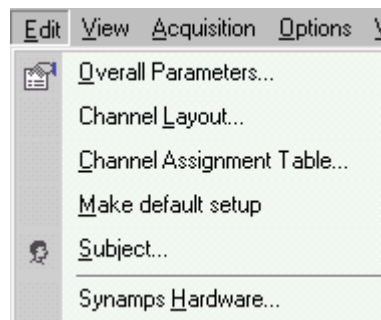 Edit View Acquisition Options
Overall Parameters...
Channel Layout...
Channel Assignment Table...
Make default setup
Subject...
Synamps Hardware...